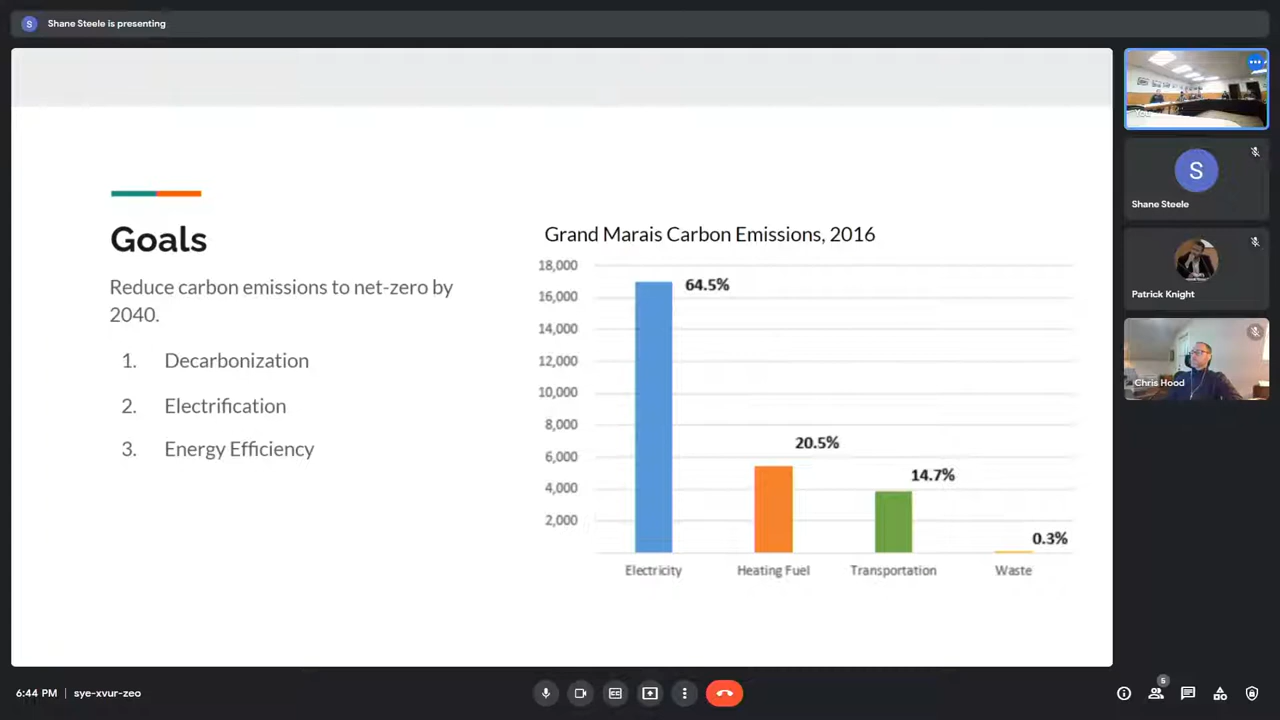 S Shane Steele is presenting
Goals
Reduce carbon emissions to net-zero by
2040.
1. Decarbonization
2. Electrification
3. Energy Efficiency
Grand Marais Carbon Emissions, 2016
18,000
16,000
14,000
12,000
10,000
8,000
6,000
4,000
2,000
64.5%
20.5%
14.7%
0.3%
Electricity Heating Fuel Transportation Waste
You
S
Shane Steele
Patrick Knight
Chris Hood
6:44 PM | sye-xvur-zeo
5